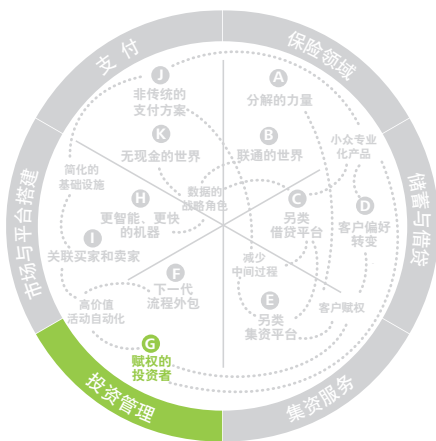 支付
保险领域
J
非传统的
支付方案
A
分解的力量
K
无现金的世界
B
联通的世界
小众专业
化产品
简化的
基础设施
数据的
战略角色
H
更智能、更快
的机器
C
另类
借贷平台
D
客户偏好
转变
市场与平台搭建
储蓄与借贷
I
关联买家和卖家
减少
中间过程
F
下一代
流程外包
高价值
活动自动化
E
另类
集资平台
客户赋权
G
赋权的
投资者
投资管理
集资服务